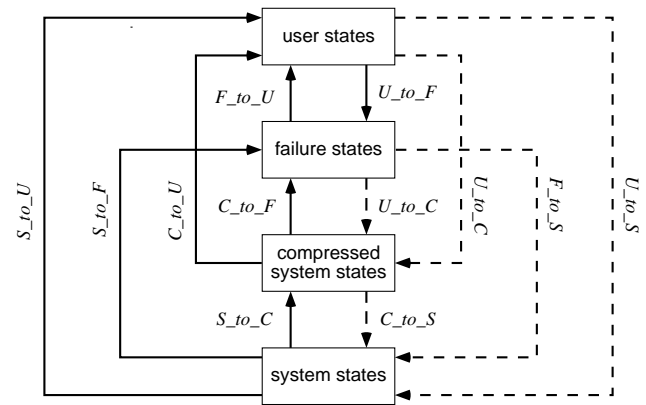 user states
F_to_U
U_to_F
failure states
S_to_U
S_to_F
C_to_U
C_to_F
U_to_C
U_to_C
F_to_S
U_to_S
compressed
system states
S_to_C
C_to_S
system states